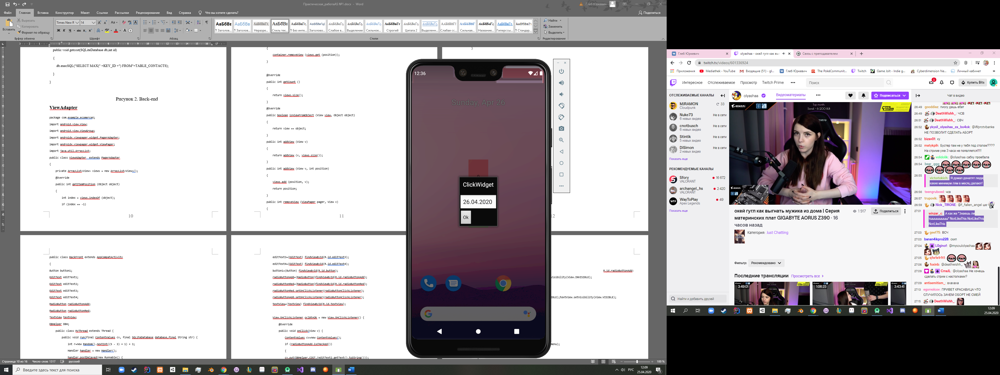 Практическая_работаAS №1.docx - Word
Глеб Юркевич
Файл Главная Вставка Конструктор Макет Ссылки Рассылки Рецензирование Вид Справка Что вы хотите сделать? Поделиться
Вставить
Вырезать
Копировать
Формат по образцу
Буфер обмена
Times New R 14
Шрифт
Абзац
¶ Заголов... ¶ Заголов... Неразре... Стиль тек... ¶ Без инте... Заголово... Слабое в... Выделение Сильное... Строгий Цитата 2 Выделенн... Слабая сс... Сильная... Название... Гиперссы... ¶ Стандар...
Стили
Найти
Заменить
Выделить
Редактирование
public void getcost(SQLiteDatabase db,int id)
{
db.execSQL("SELECT MAX(" +KEY_ID +") FROM"+TABLE_CONTACTS);
}
}
Рисунок 2. Back-end
ViewAdapter
package com.example.ecomerce6;
import android.view.View;
import android.view.ViewGroup;
import androidx.viewpager.widget.PagerAdapter;
import androidx.viewpager.widget.ViewPager;
import java.util.ArrayList;
public class ViewAdapter extends PagerAdapter
{
private ArrayList<View> views = new ArrayList<View>();
@Override
public int getItemPosition (Object object)
{
int index = views.indexOf (object);
if (index == -1)
10
{
container.removeView (views.get (position));
}
@Override
public int getCount ()
{
return views.size();
}
@Override
public boolean isViewFromObject (View view, Object object)
{
return view == object;
}
public int addView (View v)
{
return addView (v, views.size());
}
public int addView (View v, int position)
{
views.add (position, v);
return position;
}
public int removeView (ViewPager pager, View v)
{
11
}
12
public class BackFront extends AppCompatActivity
{
Button button1;
EditText editText1;
EditText editText2;
EditText editText3;
EditText editText4;
RadioButton radioButtonAdd;
RadioButton radioButtonRed;
TextView textView;
DBHelper DBH;
public class MyThread extends Thread {
public void run(final ContentValues cv, final SQLiteDatabase database,final String str) {
int r=new Random().nextInt((5 - 3) + 1) + 3;
Handler handler = new Handler();
handler.postDelayed(new Runnable() {
editText3=(EditText) findViewById(R.id.editText3);
editText4=(EditText) findViewById(R.id.editText4);
button1=(Button) findViewById(R.id.button);
radioButtonAdd=(RadioButton)findViewById(R.id.radioButtonAdd);
radioButtonRed=(RadioButton)findViewById(R.id.radioButtonRed);
radioButtonRed.setOnClickListener(radioButtonClickListener);
radioButtonAdd.setOnClickListener(radioButtonClickListener);
textView=(TextView) findViewById(R.id.textView);
View.OnClickListener oclBtnOk = new View.OnClickListener() {
@Override
public void onClick(View v) {
ContentValues cv=new ContentValues();
if (radioButtonAdd.isChecked())
{
cv.put(DBHelper.COST,(editText2.getText().toString()));
R.id.radioButtonAdd:
isibility(View.INVISIBLE);
IBLE);textView.setVisibility(View.VISIBLE);
menu);
12:36
Sunday, Apr 26
ClickWidget
26.04.2020
Ok
Страница 10 из 16 Число слов: 1317 русский
100 %
Введите здесь текст для поиска
РУС
12:09
25.04.2020
Глеб Юркевич
olyashaa - окей гугл как вы
Связь с преподавателем
twitch.tv/videos/601336924
Приложения Mediathek - YouTube Входящие (51) - gl... Глеб Юркевич The PokéCommunit... Twitch Game Jolt - Indie g... Cyberdimension Ne... Личный кабинет
Интересное Отслеживаемое Просмотр Twitch Prime Поиск 1 Купить Bits
ОТСЛЕЖИВАЕМЫЕ КАНАЛЫ
MJRAMON 33
Cloudpunk
Nuke73 Не в сети
6 новых видео
cnotbusch Не в сети
6 новых видео
Stintik Не в сети
5 новых видео
DiSimon Не в сети
2 новых видео
Показать еще
РЕКОМЕНДУЕМЫЕ КАНАЛЫ
Sfory 16 672
VALORANT
archangel_hs 2 420
VALORANT
WayToPlay 49
Apex Legends
Показать еще
Найти и добавить друзей
olyashaa Видеоматериалы Подписаться
AORUS
Top month:
Scroll - 6 200 RUB
PARI MATCH
окей гугл как выгнать мужика из дома | Серия
материнских плат GIGABYTE AORUS Z390 · 16
часов назад
1 917 Поделиться
Категория: Just Chatting
Фильтр: Рекомендовано
Последние трансляции Просмотреть все
3:49:01
1:06:23
3:43:41
Чат в видео
26:49 gooddiez: писку дашь ебат
26:49 DeathWishh_: ЧСВ
26:51 DeathWishh_: СВЧ
26:52 ykysil_olyashaa_za_bo4ok: @Wprotvbanke
НЕ ПОЗВОЛИТ СДЕЛАТЬ АБОРТ
26:52 bizav01: ку
26:52 matykpih: Бустер там не у тебя под столом????
На стриме уже 3 часа не появляется!!!!!
26:54 volidolik: @olyashaa сабку проебала
26:54 bear_ggg:
26:55 victortokich: Я думал донатят люди
какие минимум лям в месяц делают!
26:56 teengruboed: чсв
26:57 trupovik:
26:59 Nick_TIRONE: @f_fallen_angel шо
27:01 winzar_c: А как же "Знаешь ли
тыыыыыыыы" NotLikeThis NotLikeThis
NotLikeThis
27:03 geef75: ВСЧ
27:03 banan4ikpro228: скип
27:04 L0ginof: @mysoulolyashaa
27:05 q1w1e1r1t1:
27:06 foxinb: @deathwishh_
27:09 CmaJL: @olyashaa Не хочешь
сделать стрим с настолками?
27:09 antisemitism_: вхахаха
27:13 egorvolcov: ПРИВЕТ КРАСАВИЦА ЧТО
СЛУЧИЛОСЬ ЗАЧЕМ ОБОРТ НЕ СМЕЙ
27:15 DeathWishh_:
12:09
25.04.2020